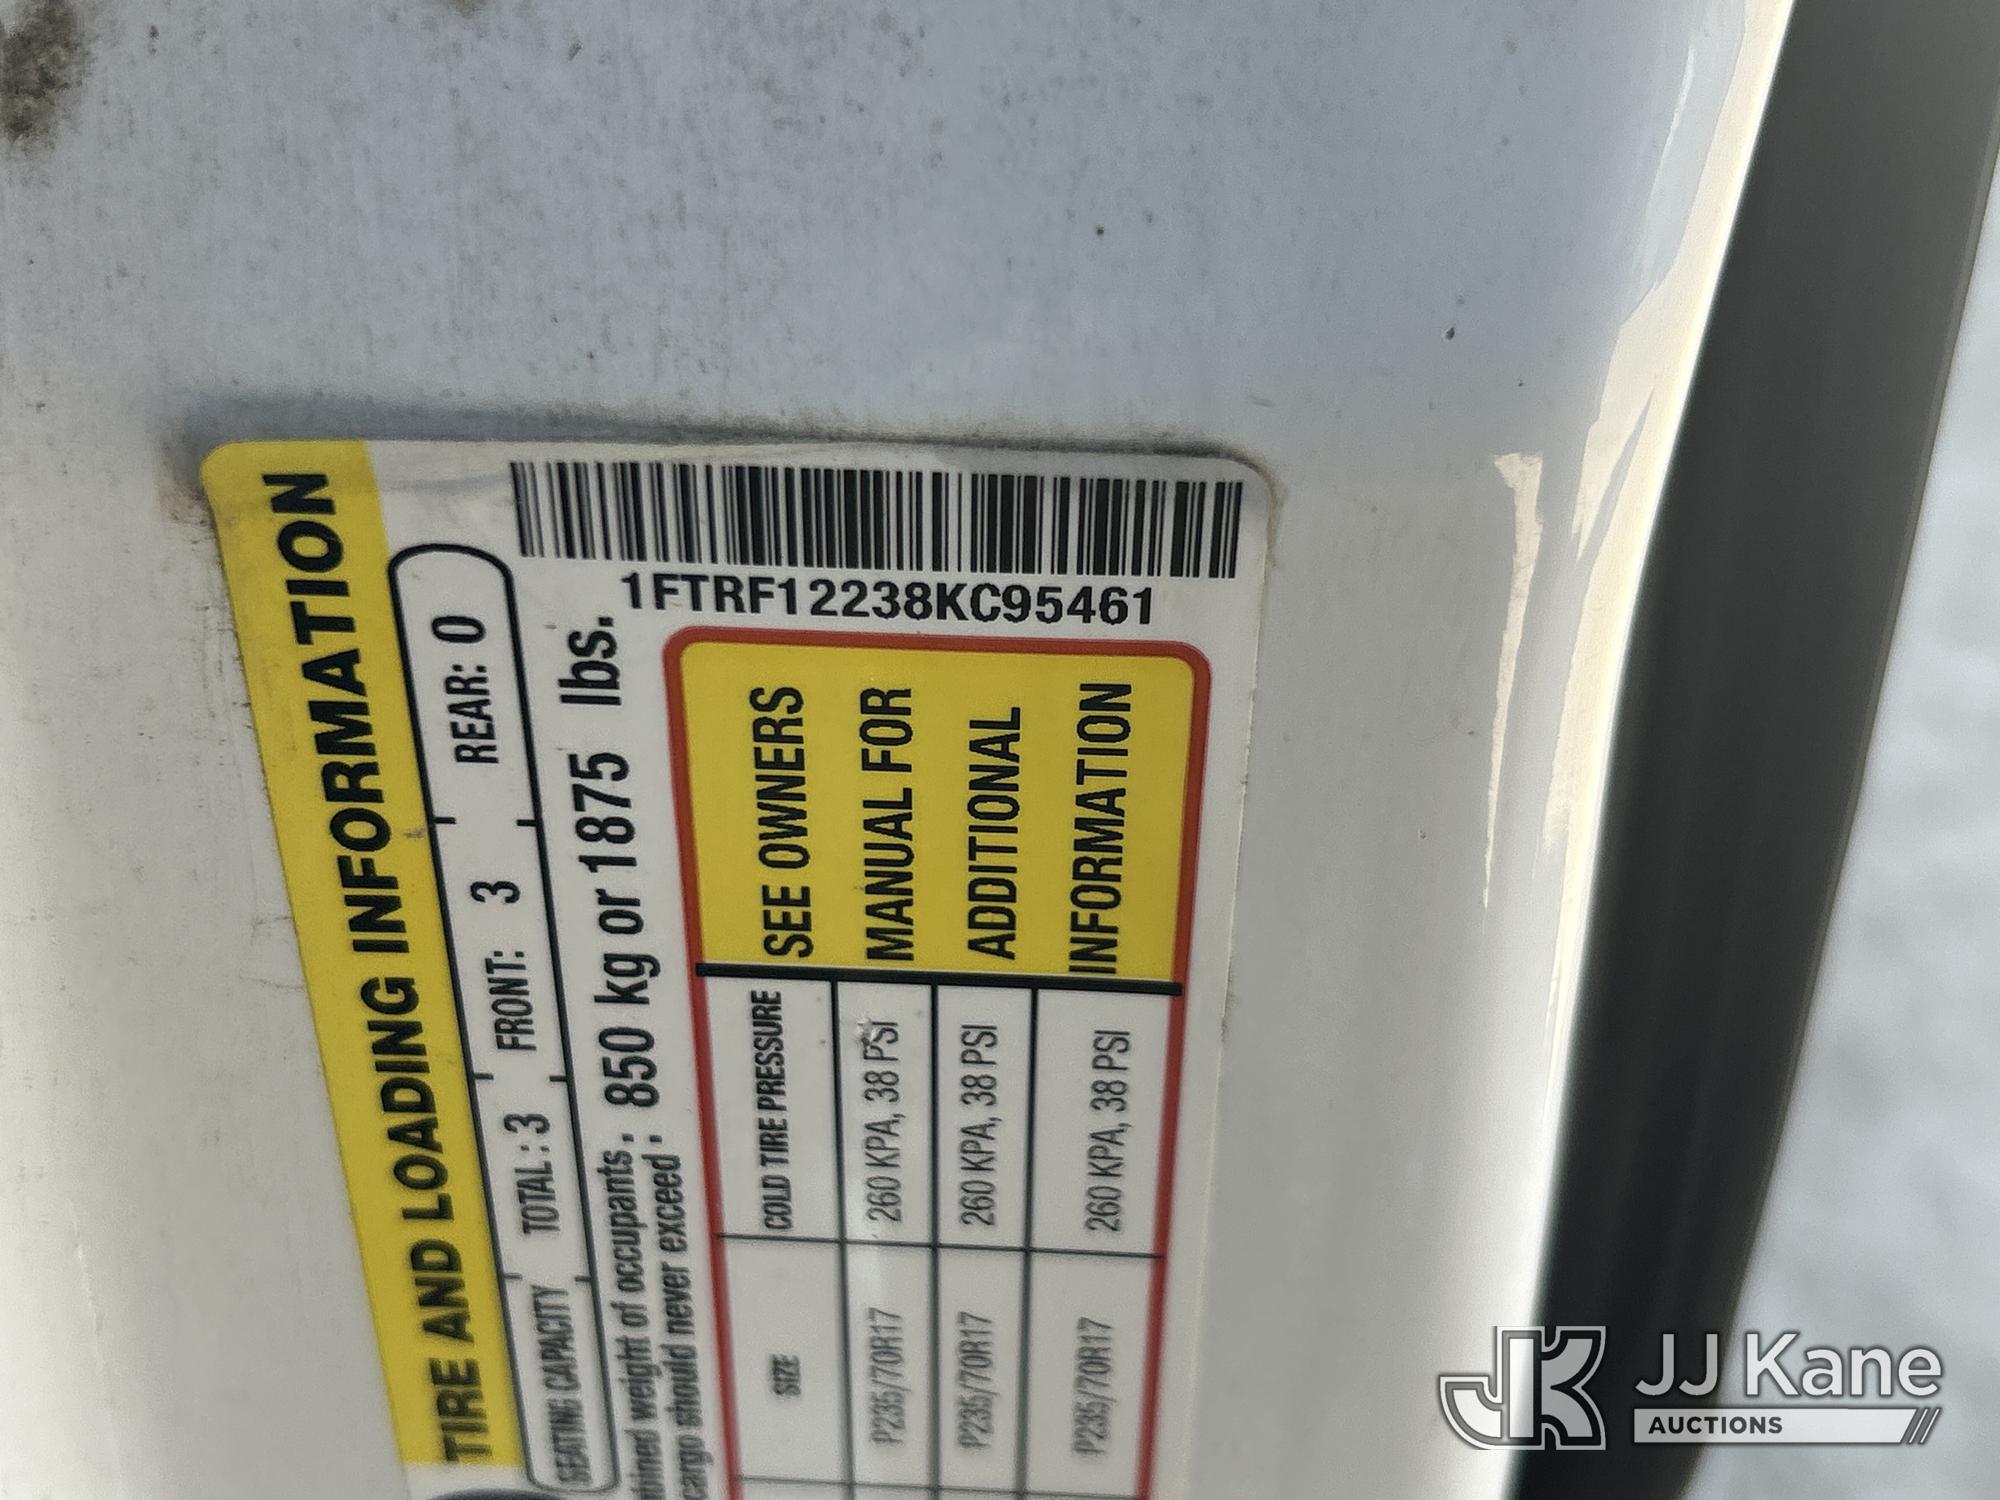 TIRE AND LOADING INFORMATION
SEATING CAPACITY TOTAL: 3 FRONT: 3 REAR: 0
weight of occupants
cargo should never exceed : 850 kg or 1875 lbs.
1FTRF12238KC95461
SIZE COLD TIRE PRESSURE SEE OWNERS
P235/70R17 260 KPA, 38 PSI MANUAL FOR
P235/70R17 260 KPA, 38 PSI ADDITIONAL
P235/70R17 260 KPA, 38 PSI INFORMATION
JK JJ Kane
AUCTIONS